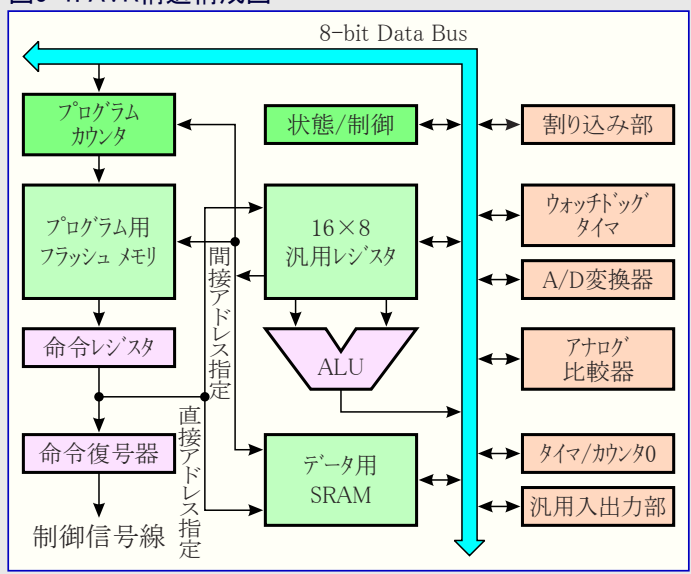 8-bit Data Bus
プログラム
カウンタ
状態/制御
割り込み部
プログラム用
フラッシュ メモリ
16×8
汎用レジスタ
ウォッチドッグ
タイマ
A/D変換器
間接アドレス指定
命令レジスタ
ALU
アナログ
比較器
直接アドレス指定
命令復号器
データ用
SRAM
タイマ/カウンタ0
汎用入出力部
制御信号線